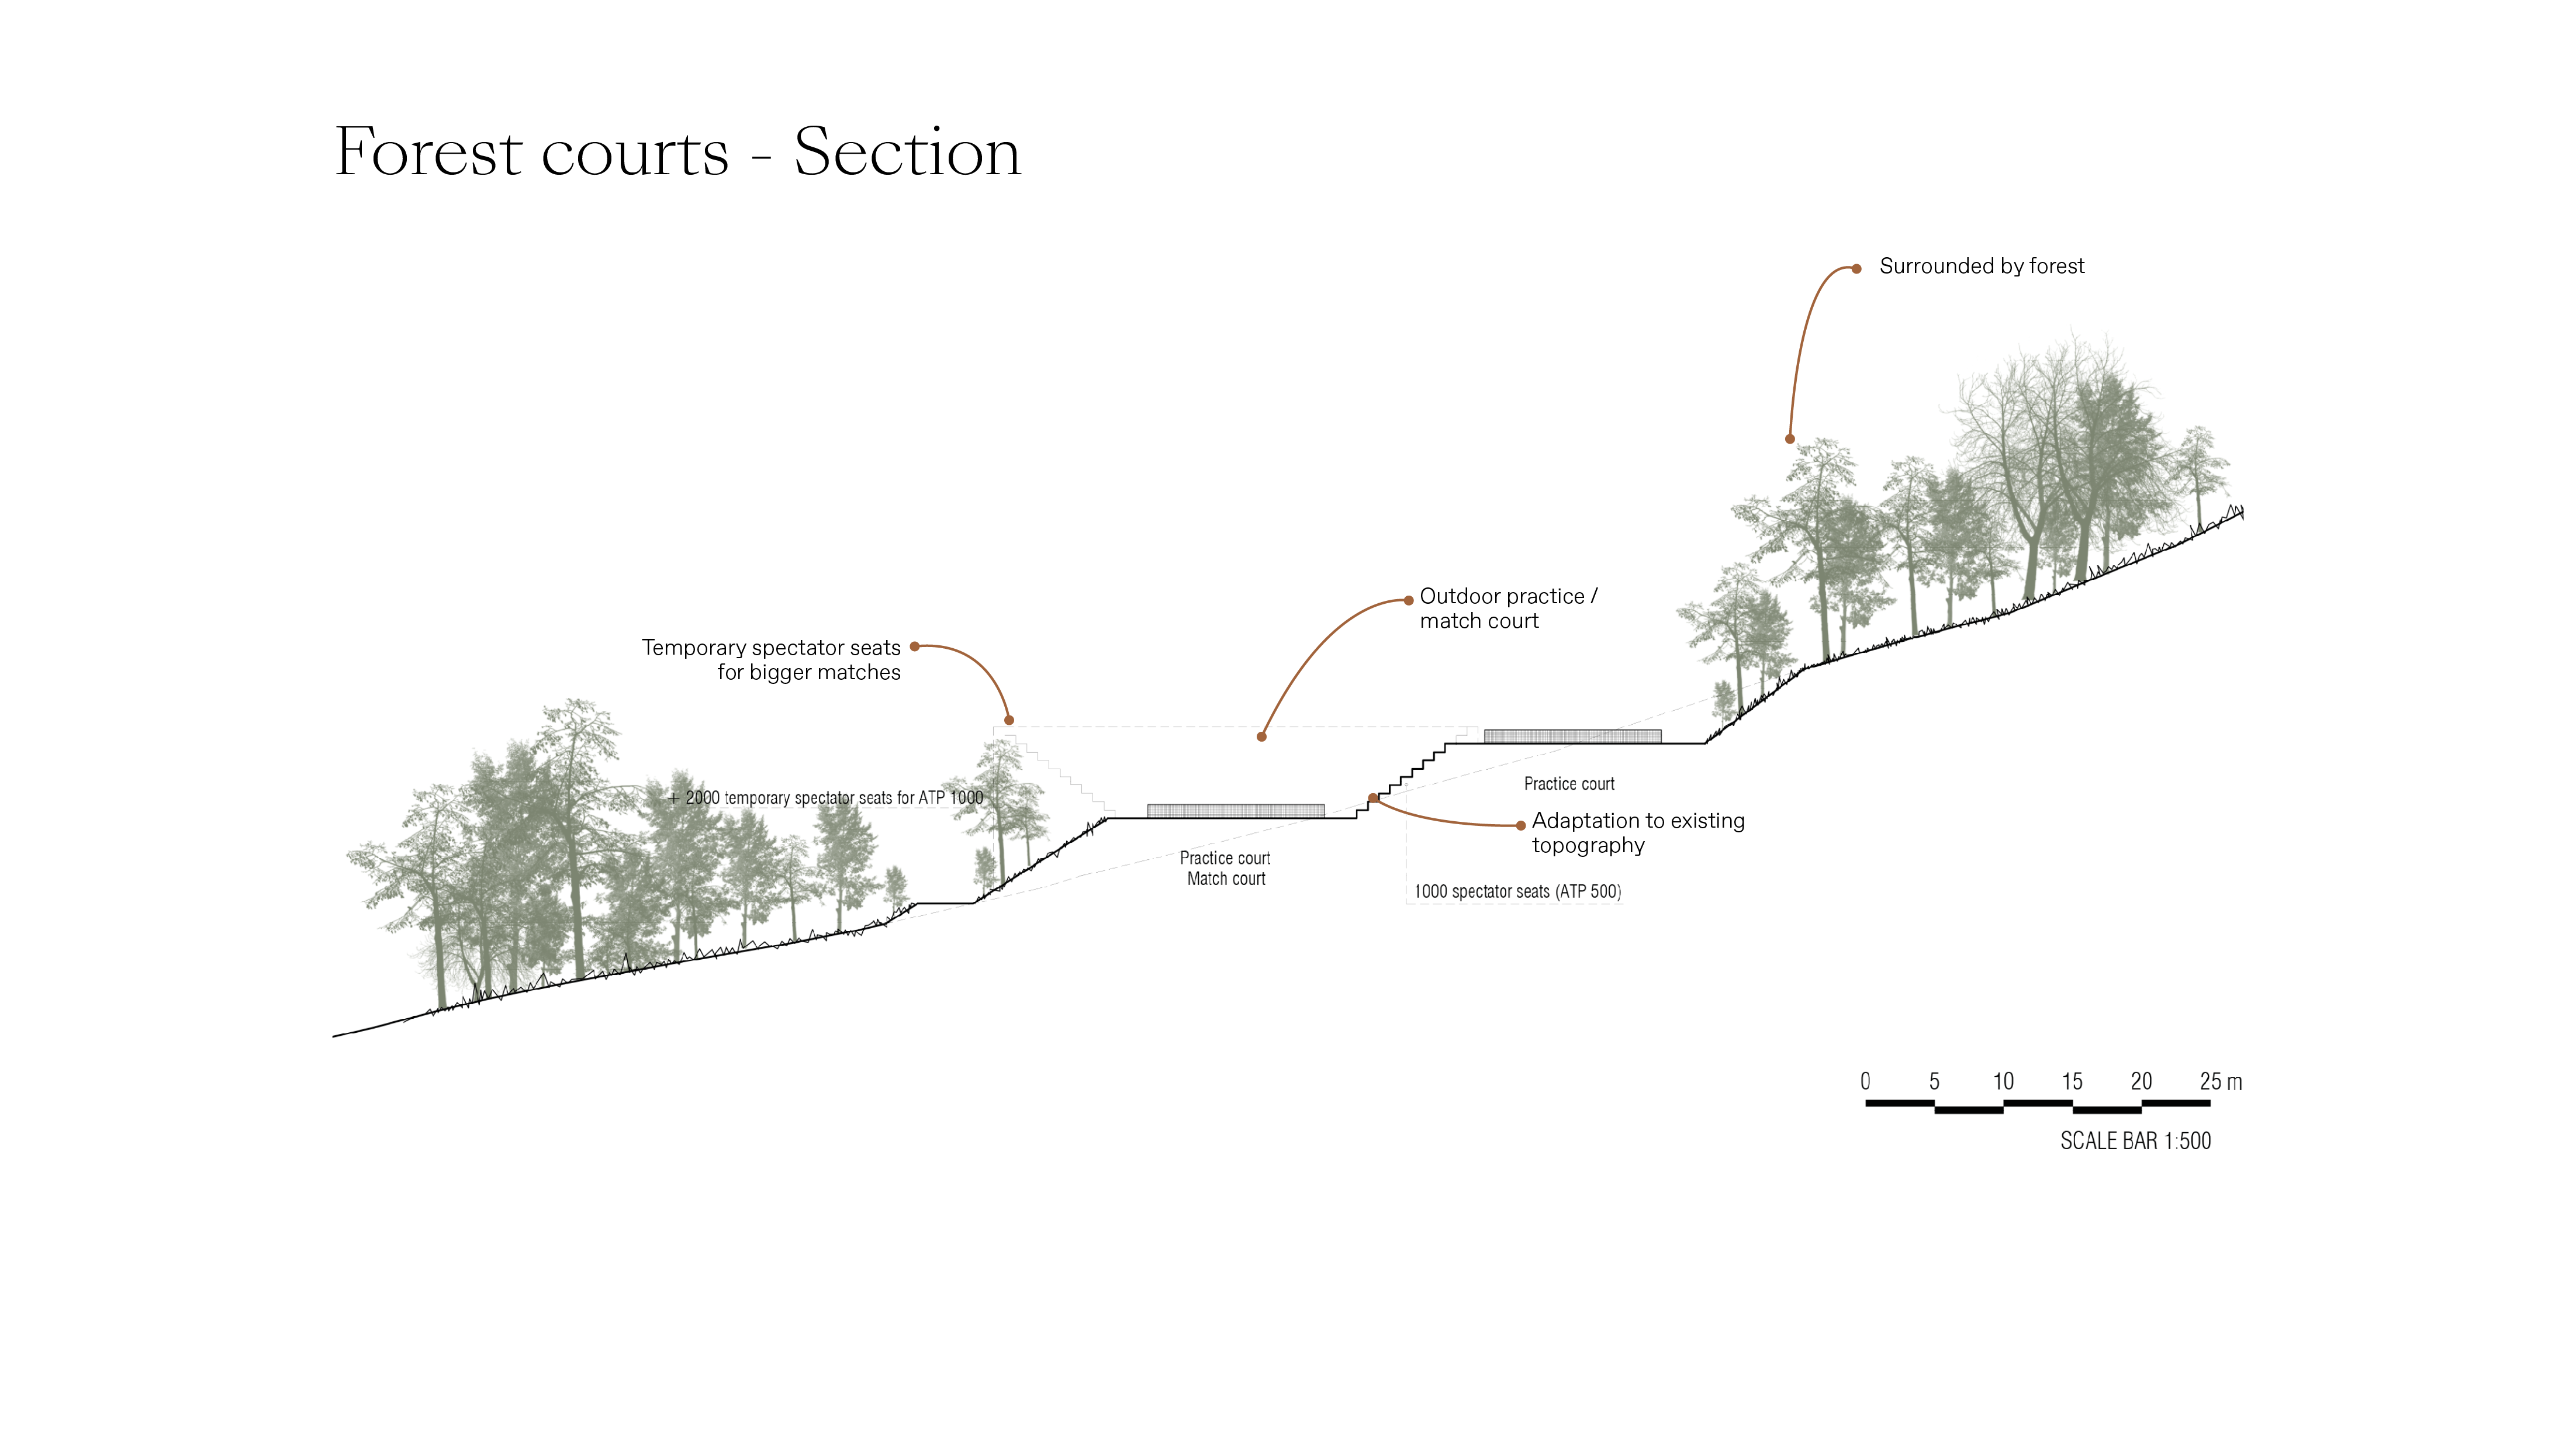 Forest courts - Section
Surrounded by forest
Outdoor practice /
match court
Temporary spectator seats
for bigger matches
+ 2000 temporary spectator seats for ATP 1000
Practice court
Adaptation to existing
topography
Practice court
Match court
1000 spectator seats (ATP 500)
0 5 10 15 20 25 m
SCALE BAR 1:500